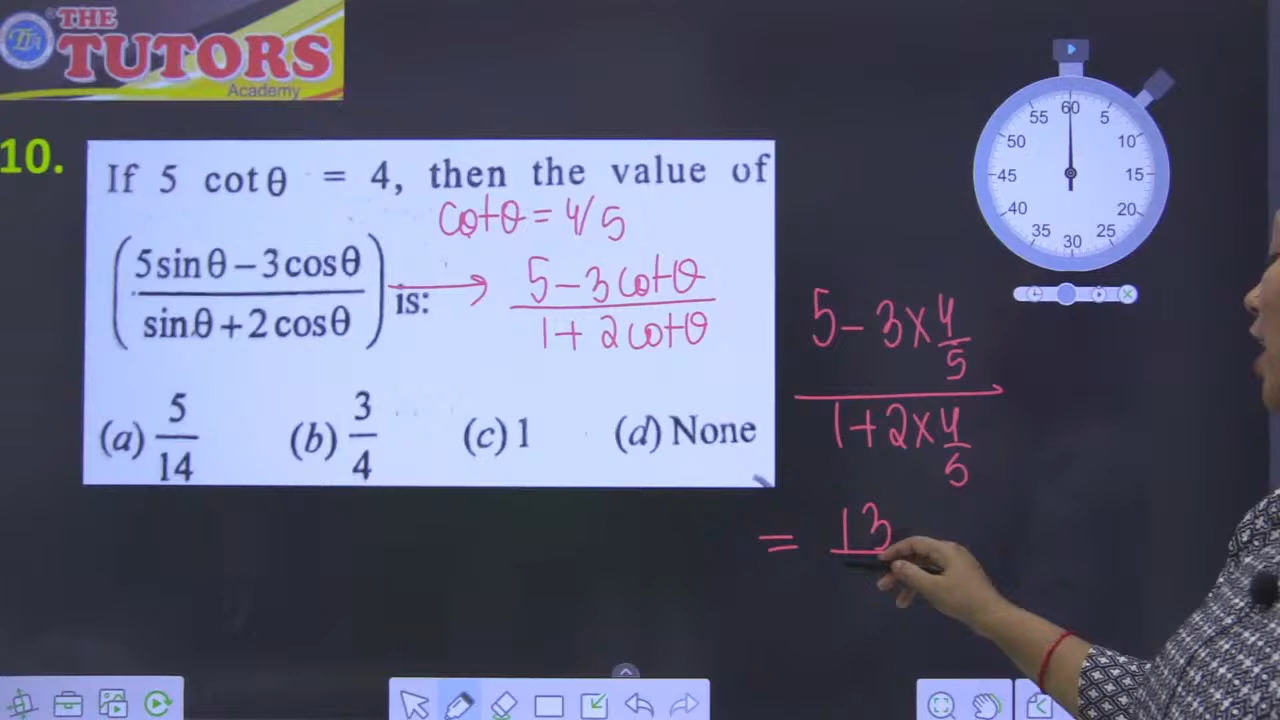 THE
TUTORS
Academy
10.
If 5 cotθ = 4, then the value of
cotθ = 4/5
(5sinθ – 3cosθ / sinθ + 2cosθ) is: → 5 – 3cotθ / 1 + 2cotθ
(a) 5/14 (b) 3/4 (c) 1 (d) None
5 – 3 × 4/5
1 + 2 × 4/5
= 13
60
55 5
50 10
45 15
40 20
35 25
30